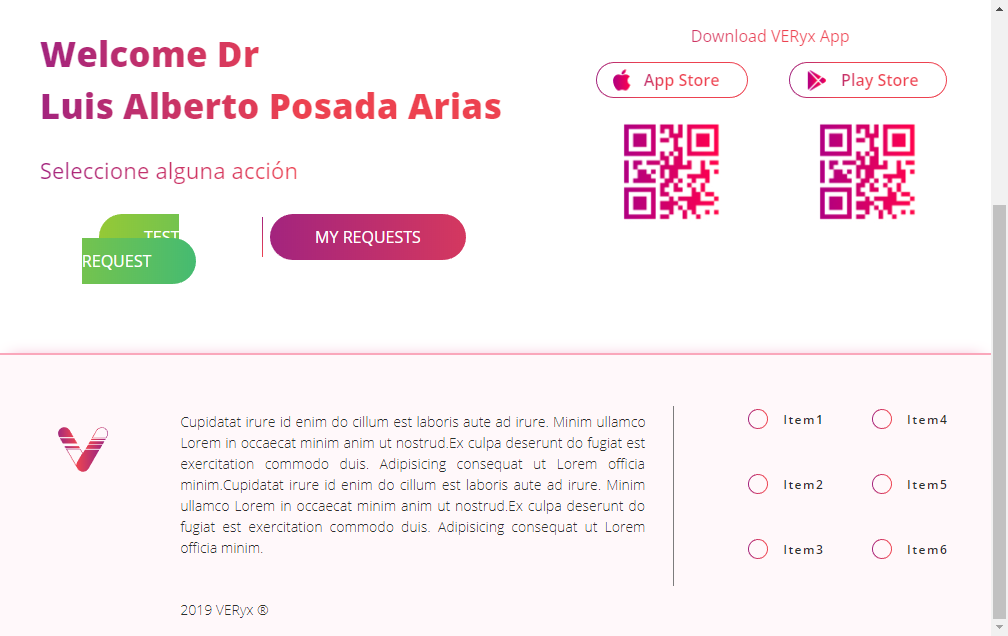 Welcome Dr
Luis Alberto Posada Arias
Seleccione alguna acción
TEST
REQUEST
MY REQUESTS
Download VERyx App
App Store
Play Store
Cupidatat irure id enim do cillum est laboris aute ad irure. Minim ullamco
Lorem in occaecat minim anim ut nostrud.Ex culpa deserunt do fugiat est
exercitation commodo duis. Adipisicing consequat ut Lorem officia
minim.Cupidatat irure id enim do cillum est laboris aute ad irure. Minim
ullamco Lorem in occaecat minim anim ut nostrud.Ex culpa deserunt do
fugiat est exercitation commodo duis. Adipisicing consequat ut Lorem
officia minim.
2019 VERyx ®
Item1
Item4
Item2
Item5
Item3
Item6